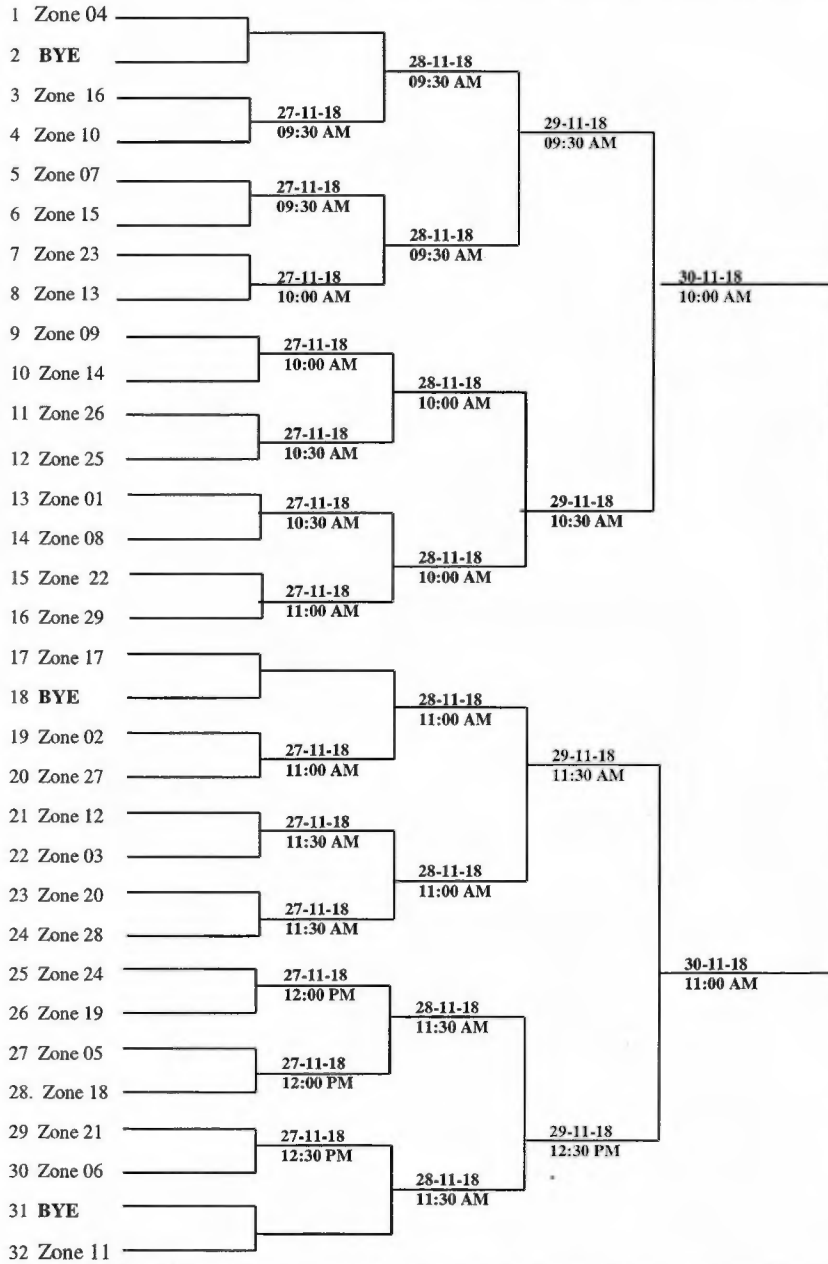 1 Zone 04
2 BYE
3 Zone 16
4 Zone 10
5 Zone 07
6 Zone 15
7 Zone 23
8 Zone 13
9 Zone 09
10 Zone 14
11 Zone 26
12 Zone 25
13 Zone 01
14 Zone 08
15 Zone 22
16 Zone 29
17 Zone 17
18 BYE
19 Zone 02
20 Zone 27
21 Zone 12
22 Zone 03
23 Zone 20
24 Zone 28
25 Zone 24
26 Zone 19
27 Zone 05
28. Zone 18
29 Zone 21
30 Zone 06
31 BYE
32 Zone 11
27-11-18
09:30 AM
27-11-18
09:30 AM
27-11-18
10:00 AM
27-11-18
10:00 AM
27-11-18
10:30 AM
27-11-18
10:30 AM
27-11-18
11:00 AM
27-11-18
11:00 AM
27-11-18
11:30 AM
27-11-18
11:30 AM
27-11-18
12:00 PM
27-11-18
12:00 PM
27-11-18
12:30 PM
28-11-18
09:30 AM
28-11-18
09:30 AM
28-11-18
10:00 AM
28-11-18
10:00 AM
28-11-18
11:00 AM
28-11-18
11:00 AM
28-11-18
11:30 AM
28-11-18
11:30 AM
29-11-18
09:30 AM
29-11-18
10:30 AM
29-11-18
11:30 AM
29-11-18
12:30 PM
30-11-18
10:00 AM
30-11-18
11:00 AM